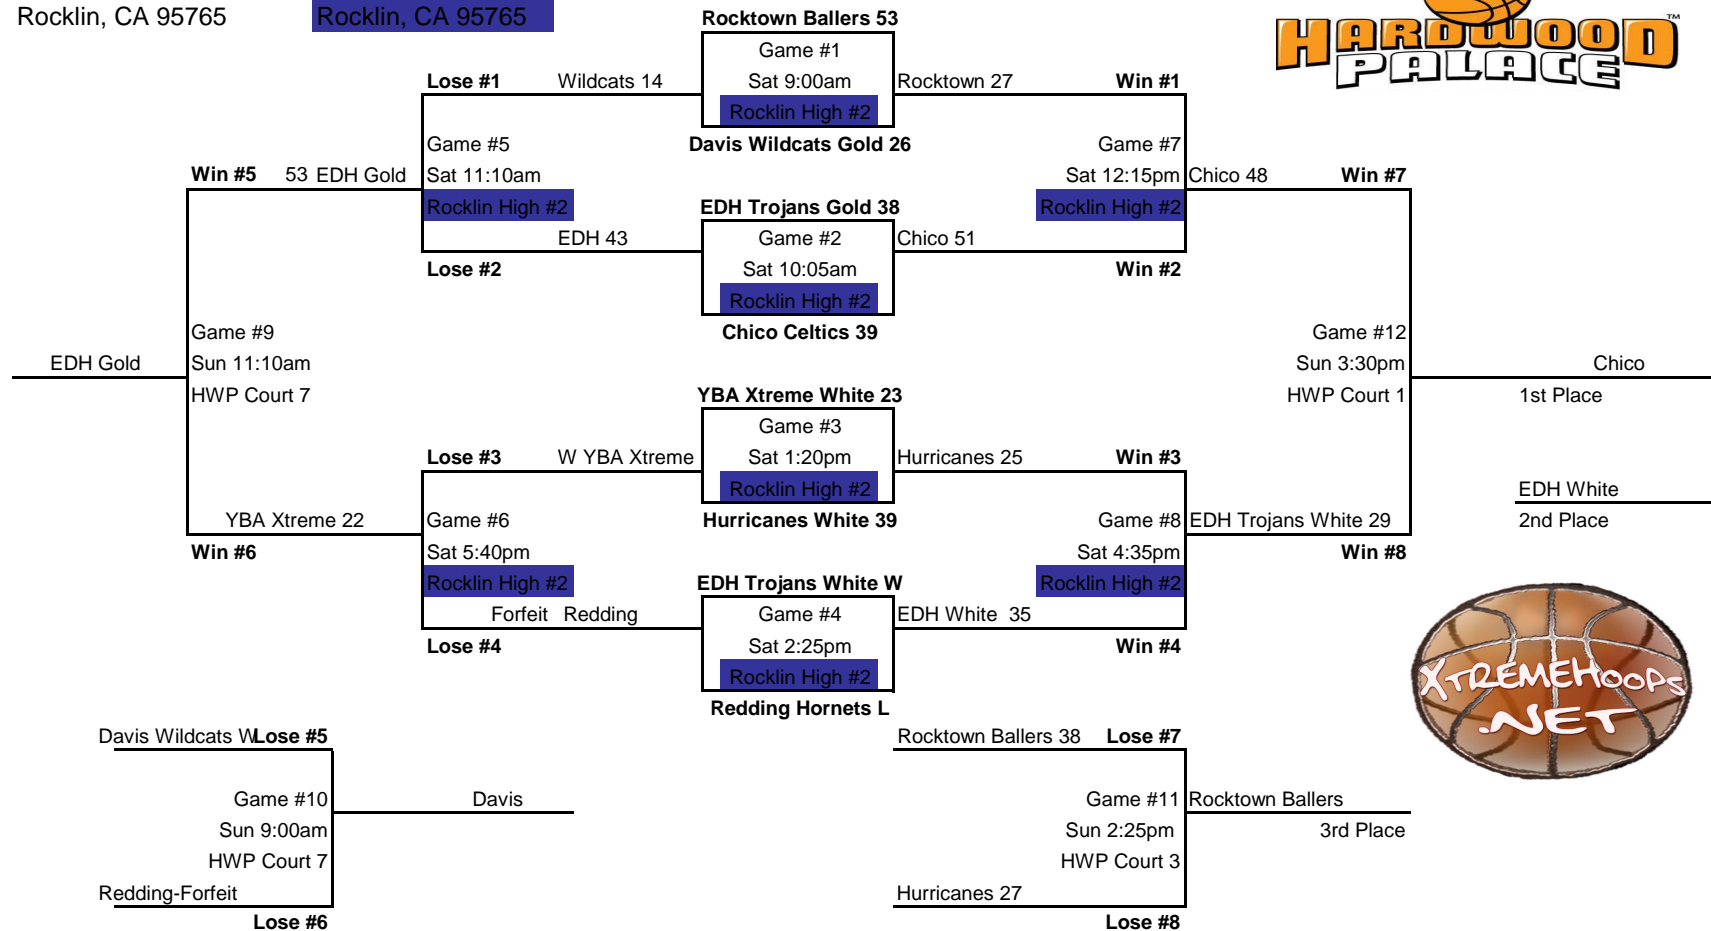 Rocklin, CA 95765
Rocklin, CA 95765
HARDWOOD
PALACE
TM
Rocktown Ballers 53
Game #1
Sat 9:00am
Rocklin High #2
Davis Wildcats Gold 26
Lose #1
Wildcats 14
Rocktown 27
Win #1
Game #5
Sat 11:10am
Rocklin High #2
Game #7
Sat 12:15pm
Rocklin High #2
Win #5
53 EDH Gold
Chico 48
Win #7
EDH Trojans Gold 38
Game #2
Sat 10:05am
Rocklin High #2
Chico Celtics 39
EDH 43
Lose #2
Chico 51
Win #2
Game #9
Sun 11:10am
HWP Court 7
EDH Gold
Game #12
Sun 3:30pm
HWP Court 1
Chico
1st Place
YBA Xtreme White 23
Game #3
Sat 1:20pm
Rocklin High #2
Hurricanes White 39
Lose #3
W YBA Xtreme
Hurricanes 25
Win #3
EDH White
2nd Place
YBA Xtreme 22
Win #6
Game #6
Sat 5:40pm
Rocklin High #2
Game #8
Sat 4:35pm
Rocklin High #2
EDH Trojans White 29
Win #8
EDH Trojans White W
Game #4
Sat 2:25pm
Rocklin High #2
Redding Hornets L
Forfeit Redding
Lose #4
EDH White 35
Win #4
XTREMEHOOPS
.NET
Davis Wildcats W
Lose #5
Game #10
Sun 9:00am
HWP Court 7
Davis
Redding-Forfeit
Lose #6
Rocktown Ballers 38
Lose #7
Game #11
Sun 2:25pm
HWP Court 3
Rocktown Ballers
3rd Place
Hurricanes 27
Lose #8